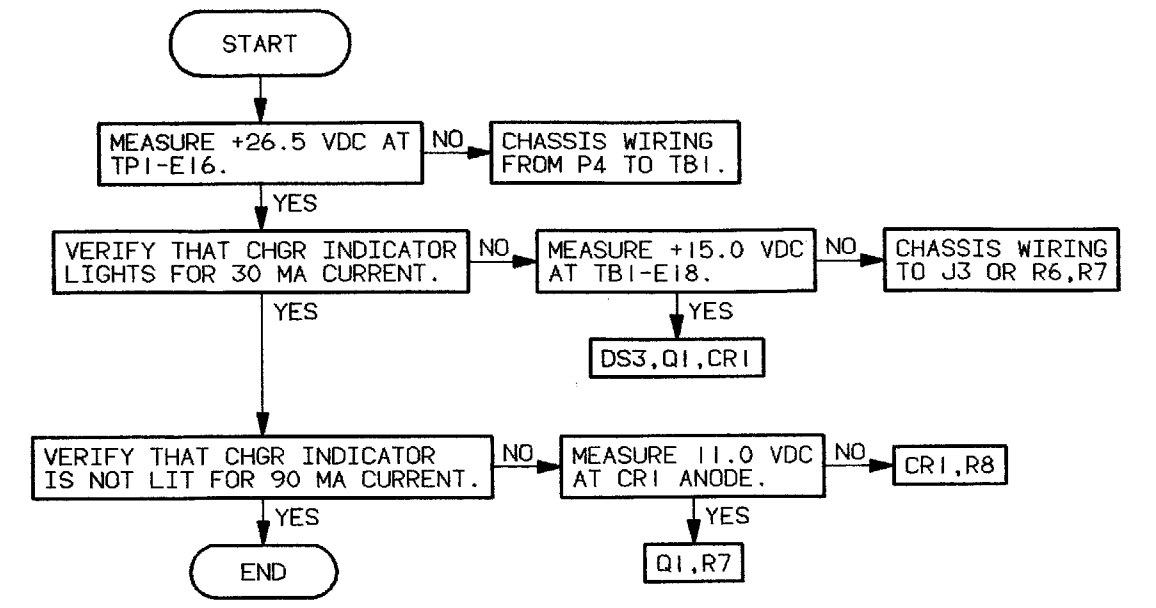 START
MEASURE +26.5 VDC AT
TP1-E16.
NO
CHASSIS WIRING
FROM P4 TO TB1.
YES
VERIFY THAT CHGR INDICATOR
LIGHTS FOR 30 MA CURRENT.
NO
MEASURE +15.0 VDC
AT TB1-E18.
NO
CHASSIS WIRING
TO J3 OR R6,R7
YES
YES
DS3,Q1,CR1
VERIFY THAT CHGR INDICATOR
IS NOT LIT FOR 90 MA CURRENT.
NO
MEASURE 11.0 VDC
AT CR1 ANODE.
NO
CR1,R8
YES
YES
END
Q1,R7